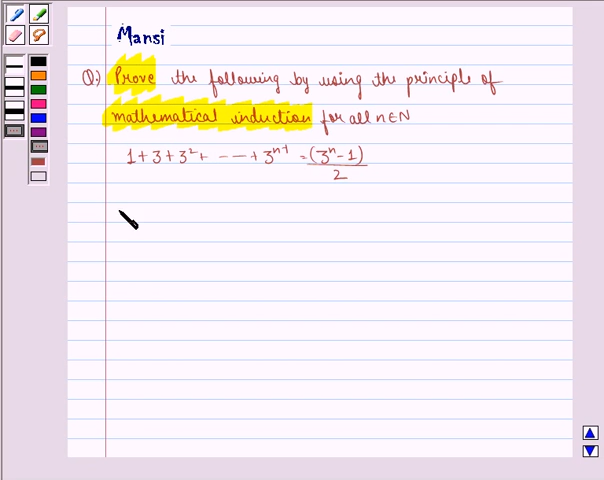 Mansi
Q:) Prove the following by using the principle of
mathematical induction for all n∈N
1 + 3 + 3² + - — - + 3ⁿ⁻¹ = (3ⁿ - 1)
2